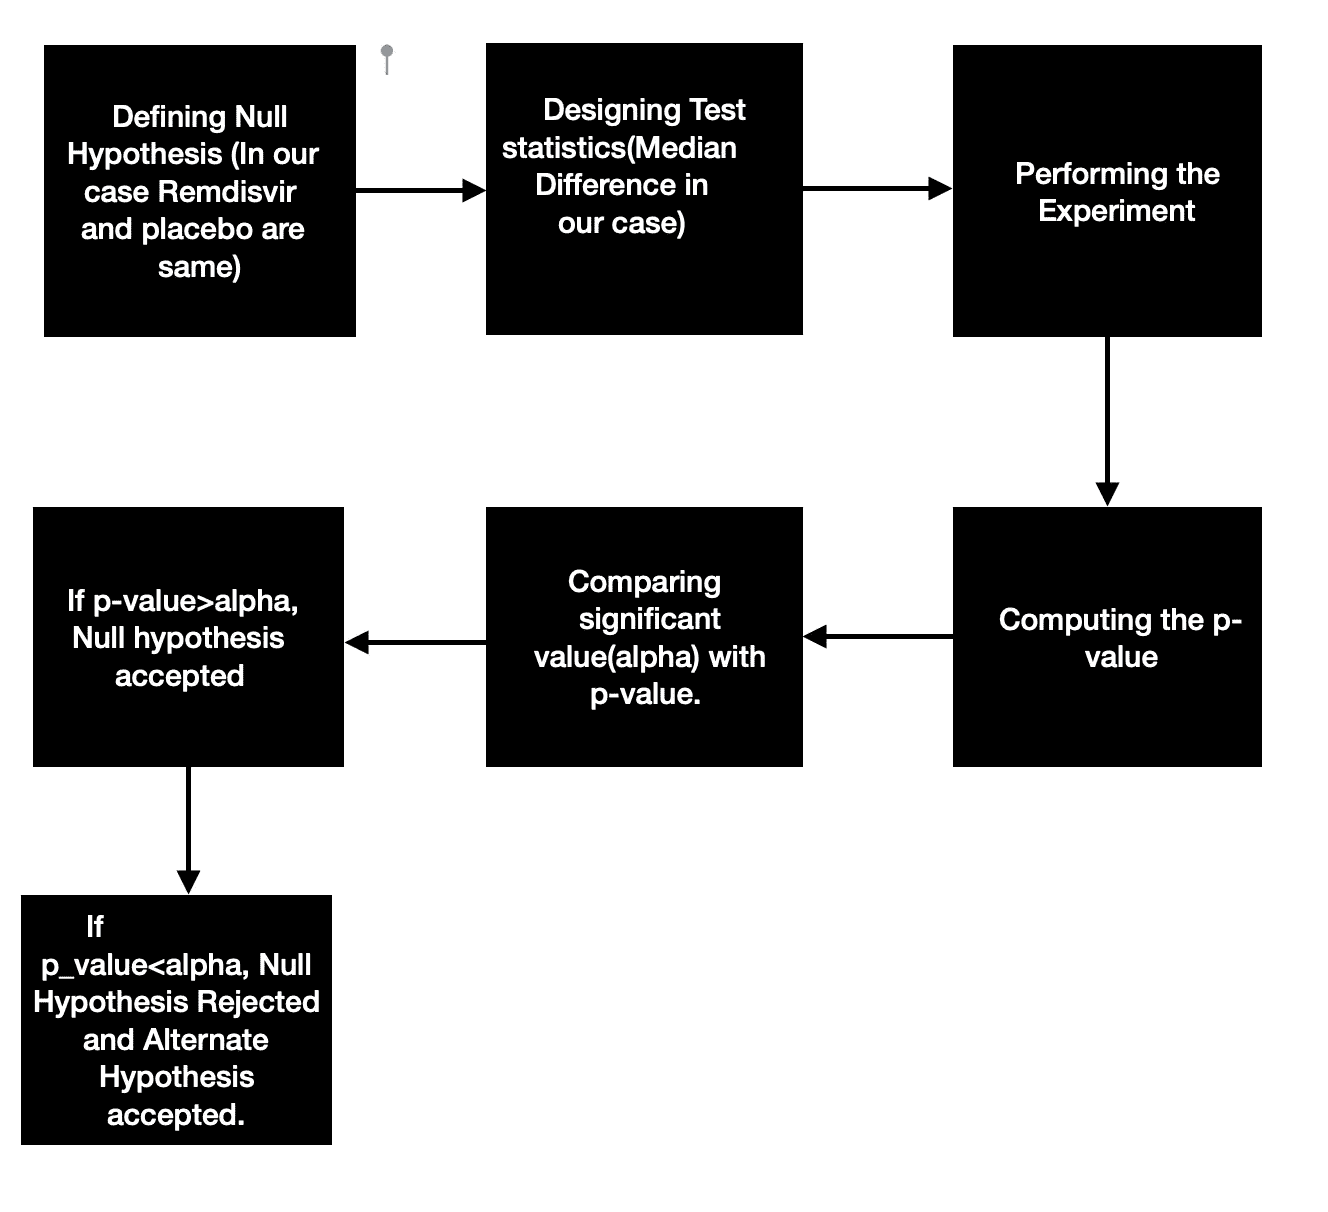 Defining Null
Hypothesis (In our
case Remdisvir
and placebo are
same)
Designing Test
statistics(Median
Difference in
our case)
Performing the
Experiment
Computing the p-
value
Comparing
significant
value(alpha) with
p-value.
If p-value>alpha,
Null hypothesis
accepted
If
p_value<alpha, Null
Hypothesis Rejected
and Alternate
Hypothesis
accepted.